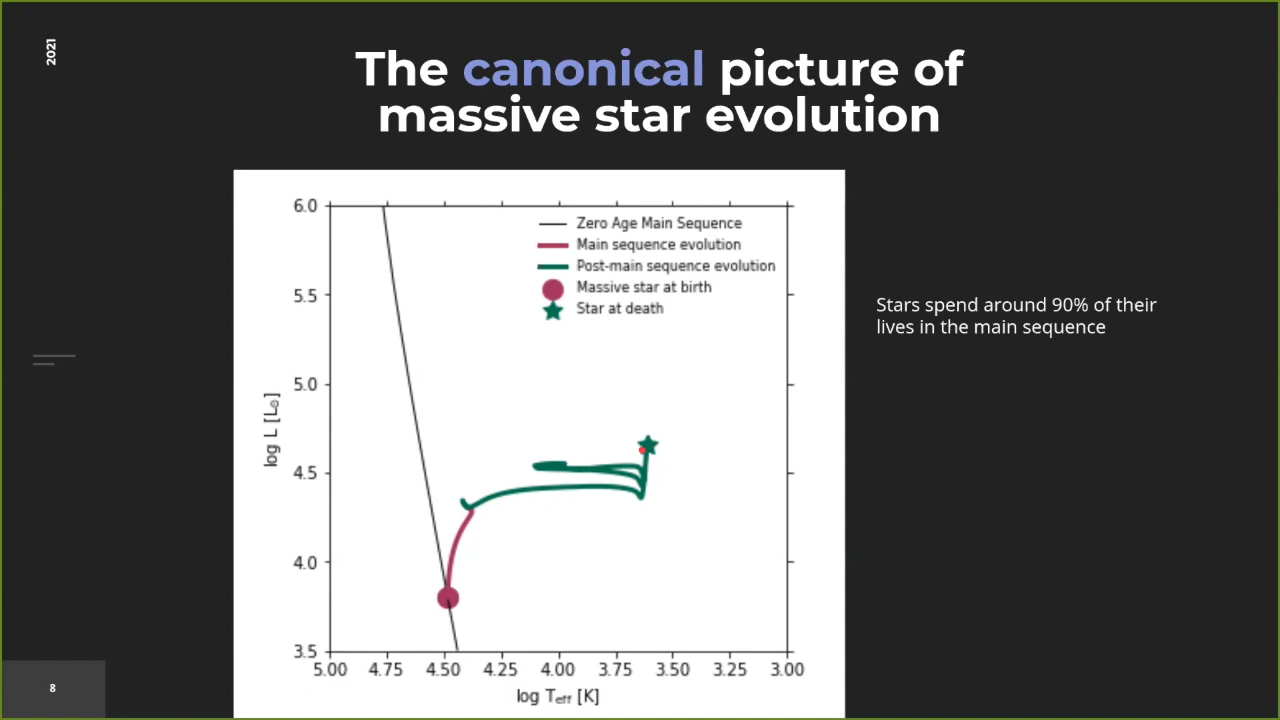 2021
The canonical picture of
massive star evolution
Zero Age Main Sequence
Main sequence evolution
Post-main sequence evolution
Massive star at birth
Star at death
6.0
5.5
5.0
4.5
4.0
3.5
log L [L⊙]
5.00 4.75 4.50 4.25 4.00 3.75 3.50 3.25 3.00
log Teff [K]
Stars spend around 90% of their
lives in the main sequence
8